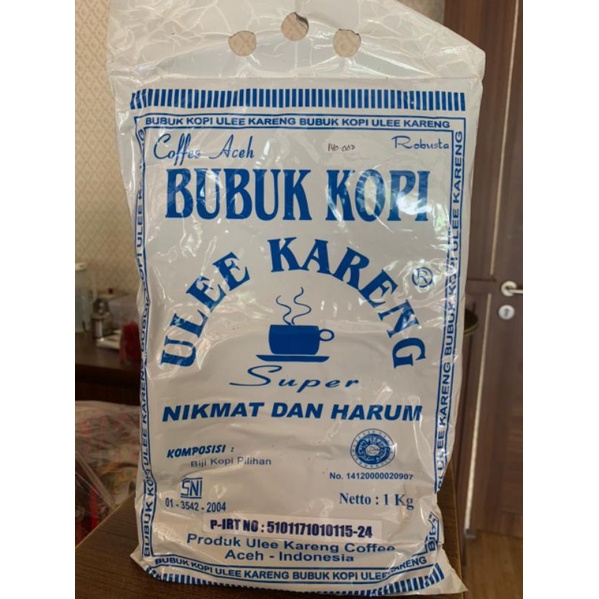 BUBUK KOPI ULEE KARENG BUBUK KOPI ULEE KARENG
Coffee Aceh
140.000
Robusta
BUBUK KOPI
ULEE KARENG ®
Super
NIKMAT DAN HARUM
KOMPOSISI :
Biji Kopi Pilihan
SNI
01 - 3542 - 2004
No. 14120000020907
Netto : 1 Kg
P-IRT NO : 5101171010115-24
Produk Ulee Kareng Coffee
Aceh - Indonesia
BUBUK KOPI ULEE KARENG BUBUK KOPI ULEE KARENG